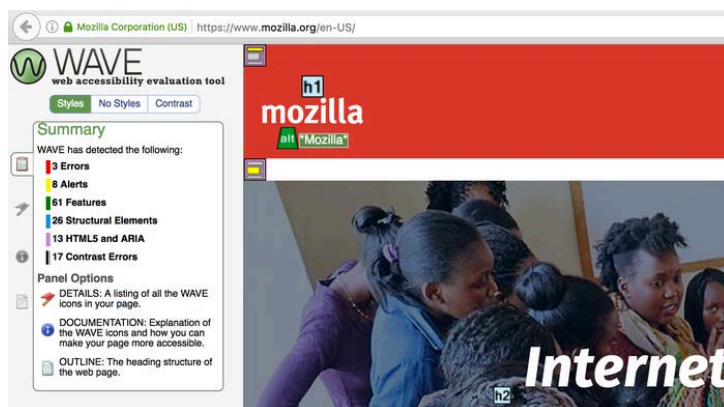 Mozilla Corporation (US) https://www.mozilla.org/en-US/
WAVE
web accessibility evaluation tool
Styles No Styles Contrast
Summary
WAVE has detected the following:
3 Errors
8 Alerts
61 Features
26 Structural Elements
13 HTML5 and ARIA
17 Contrast Errors
Panel Options
DETAILS: A listing of all the WAVE
icons in your page.
DOCUMENTATION: Explanation of
the WAVE icons and how you can
make your page more accessible.
OUTLINE: The heading structure of
the web page.
h1
mozilla
alt *Mozilla*
Internet
h2